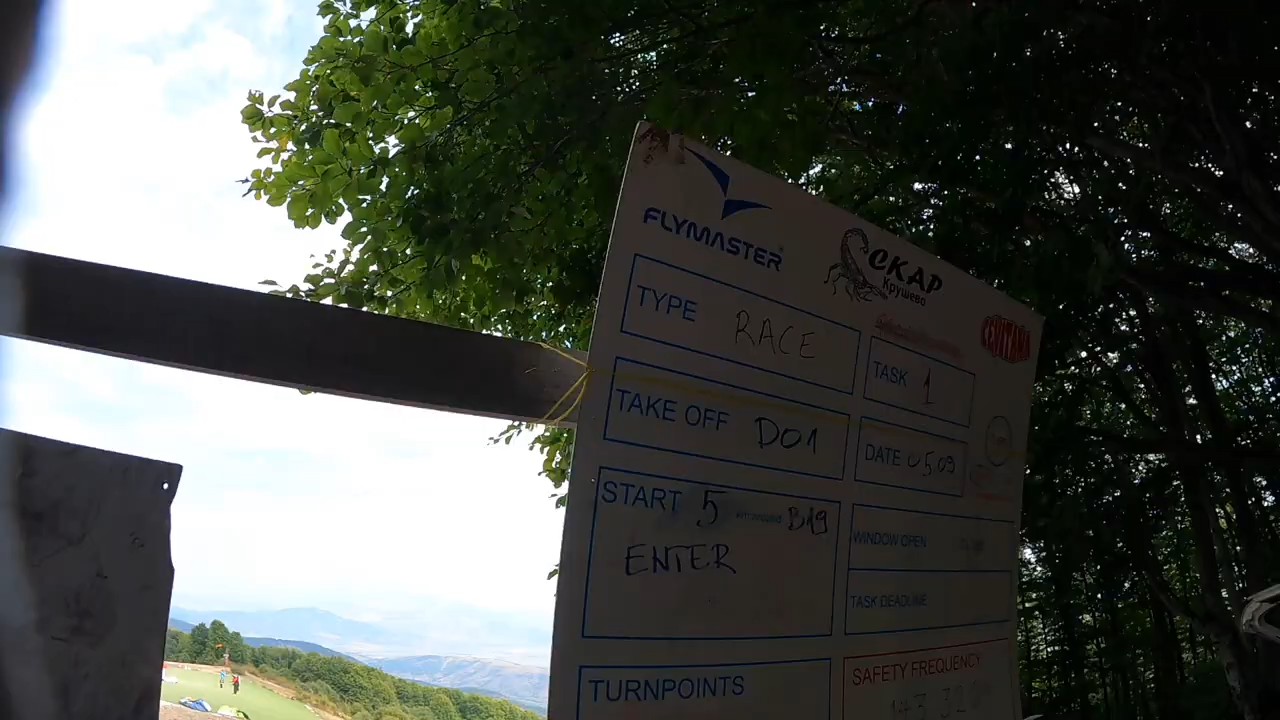 FLYMASTER
СКАР
Крушево
TYPE RACE
TASK 1
TAKE OFF D01
DATE 05.09
START 5 B19
ENTER
WINDOW OPEN
TASK DEADLINE
TURNPOINTS
SAFETY FREQUENCY